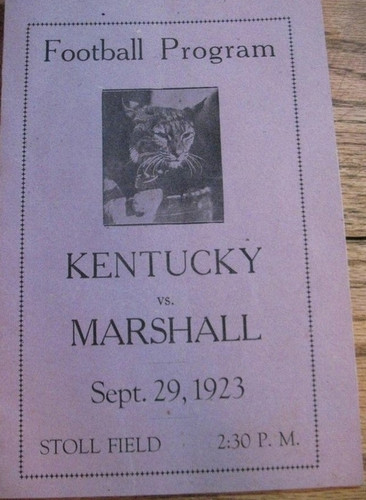 Football Program
KENTUCKY
vs.
MARSHALL
Sept. 29, 1923
STOLL FIELD 2:30 P. M.